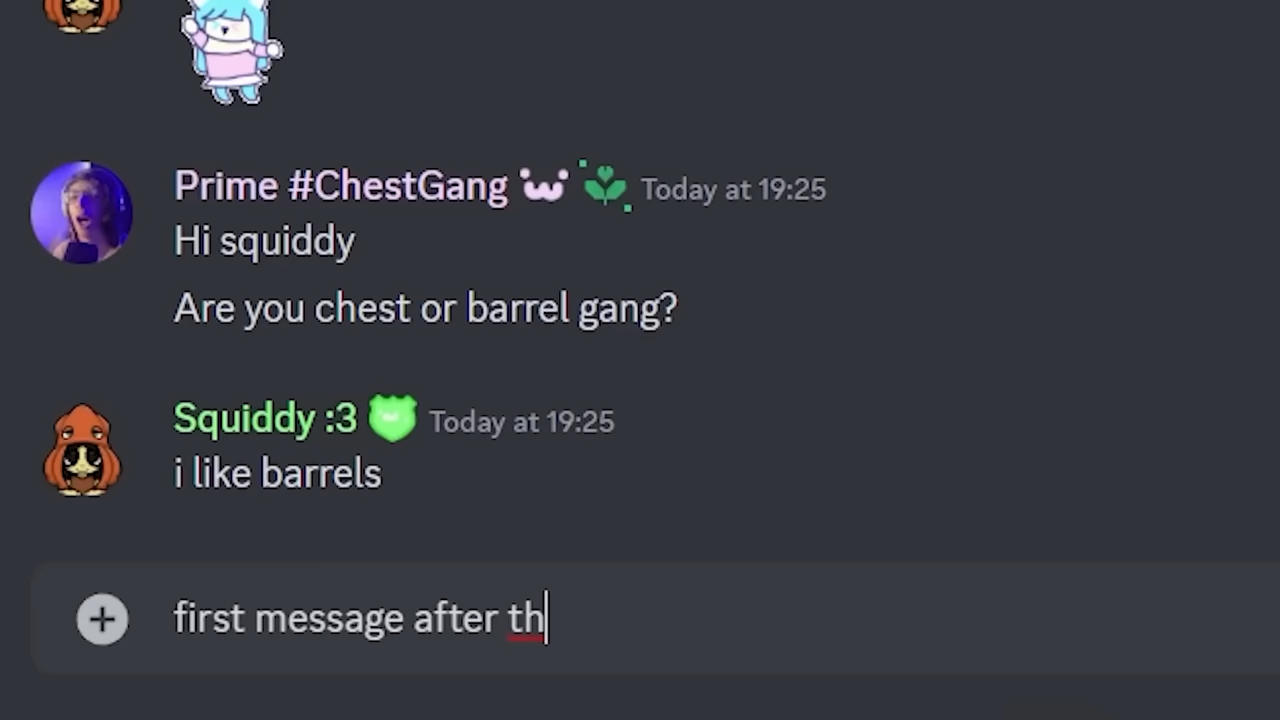 Prime #ChestGang Today at 19:25
Hi squiddy
Are you chest or barrel gang?
Squiddy :3 Today at 19:25
i like barrels
first message after th